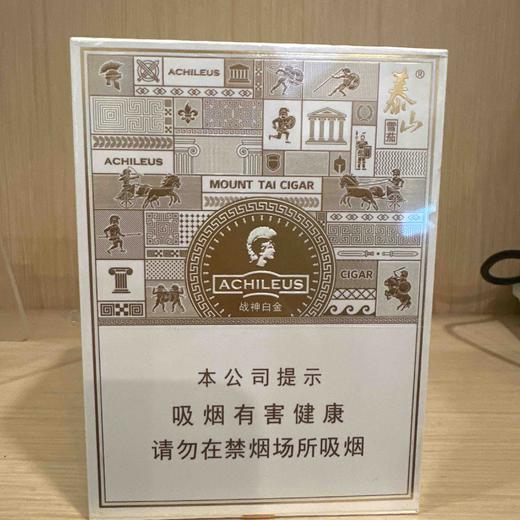 ACHILEUS
泰山®
雪茄
ACHILEUS
MOUNT TAI CIGAR
ACHILEUS
战神白金
CIGAR
本公司提示
吸烟有害健康
请勿在禁烟场所吸烟